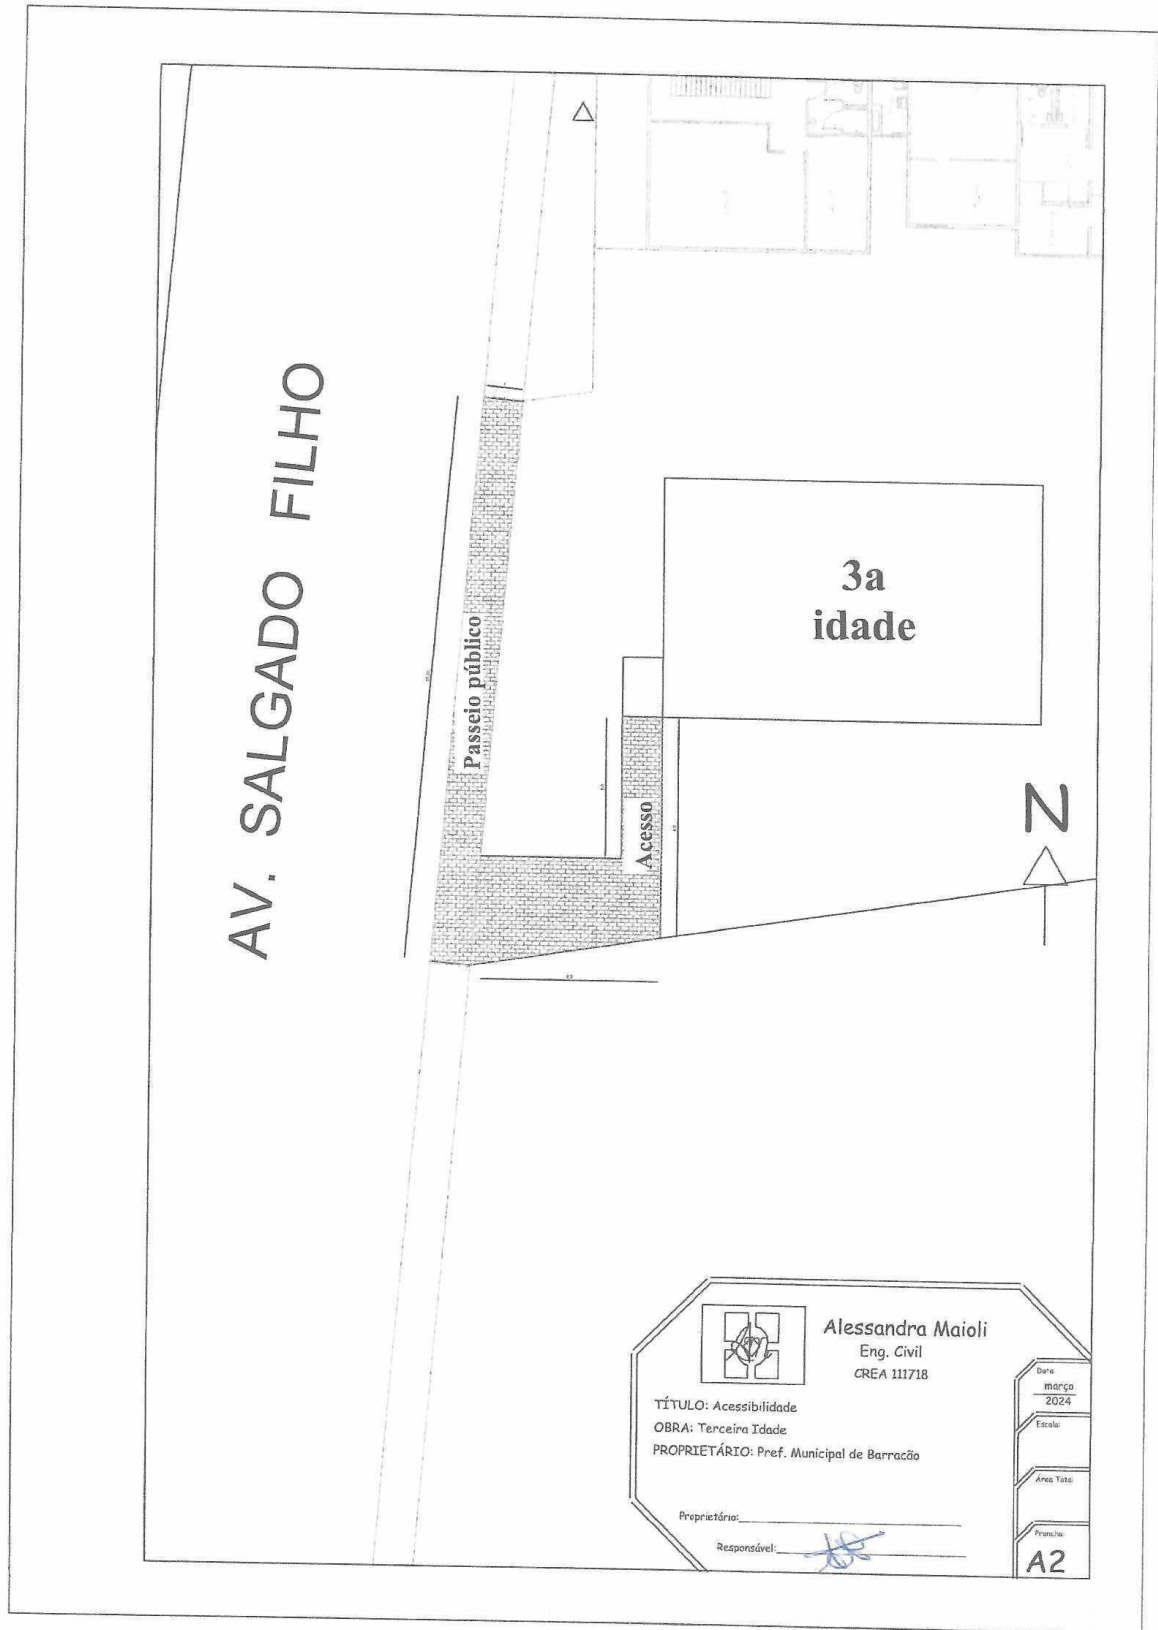 AV. SALGADO FILHO
Passeio público
Acesso
3a
idade
N
Alessandra Maioli
Eng. Civil
CREA 111718
TÍTULO: Acessibilidade
OBRA: Terceira Idade
PROPRIETÁRIO: Pref. Municipal de Barracão
Proprietário:
Responsável:
Data
março
2024
Escala:
Área Total
Prancha
A2